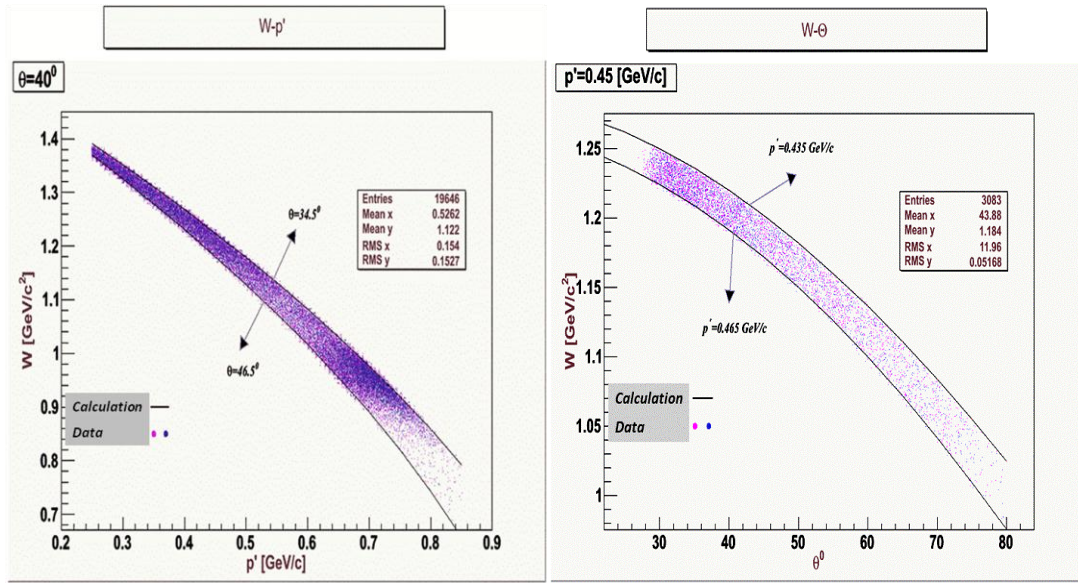 W-p'
θ=40⁰
W [GeV/c²]
1.4
1.3
1.2
1.1
1
0.9
0.8
0.7
θ=34.5⁰
θ=46.5⁰
Entries 19646
Mean x 0.5262
Mean y 1.122
RMS x 0.154
RMS y 0.1527
Calculation
Data
0.2 0.3 0.4 0.5 0.6 0.7 0.8 0.9
p' [GeV/c]
W-Θ
p'=0.45 [GeV/c]
W [GeV/c²]
1.25
1.2
1.15
1.1
1.05
1
p'=0.435 GeV/c
p'=0.465 GeV/c
Entries 3083
Mean x 43.88
Mean y 1.184
RMS x 11.96
RMS y 0.05168
Calculation
Data
30 40 50 60 70 80
θ⁰